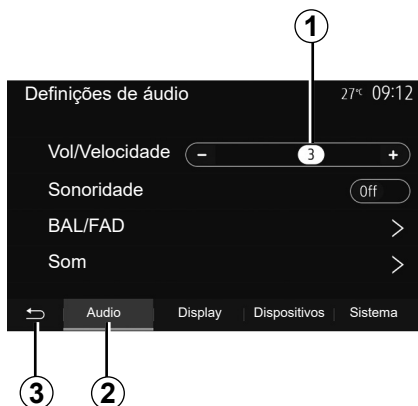 1
Definições de áudio 27°C 09:12
Vol/Velocidade - 3 +
Sonoridade Off
BAL/FAD >
Som >
Audio Display Dispositivos Sistema
3 2